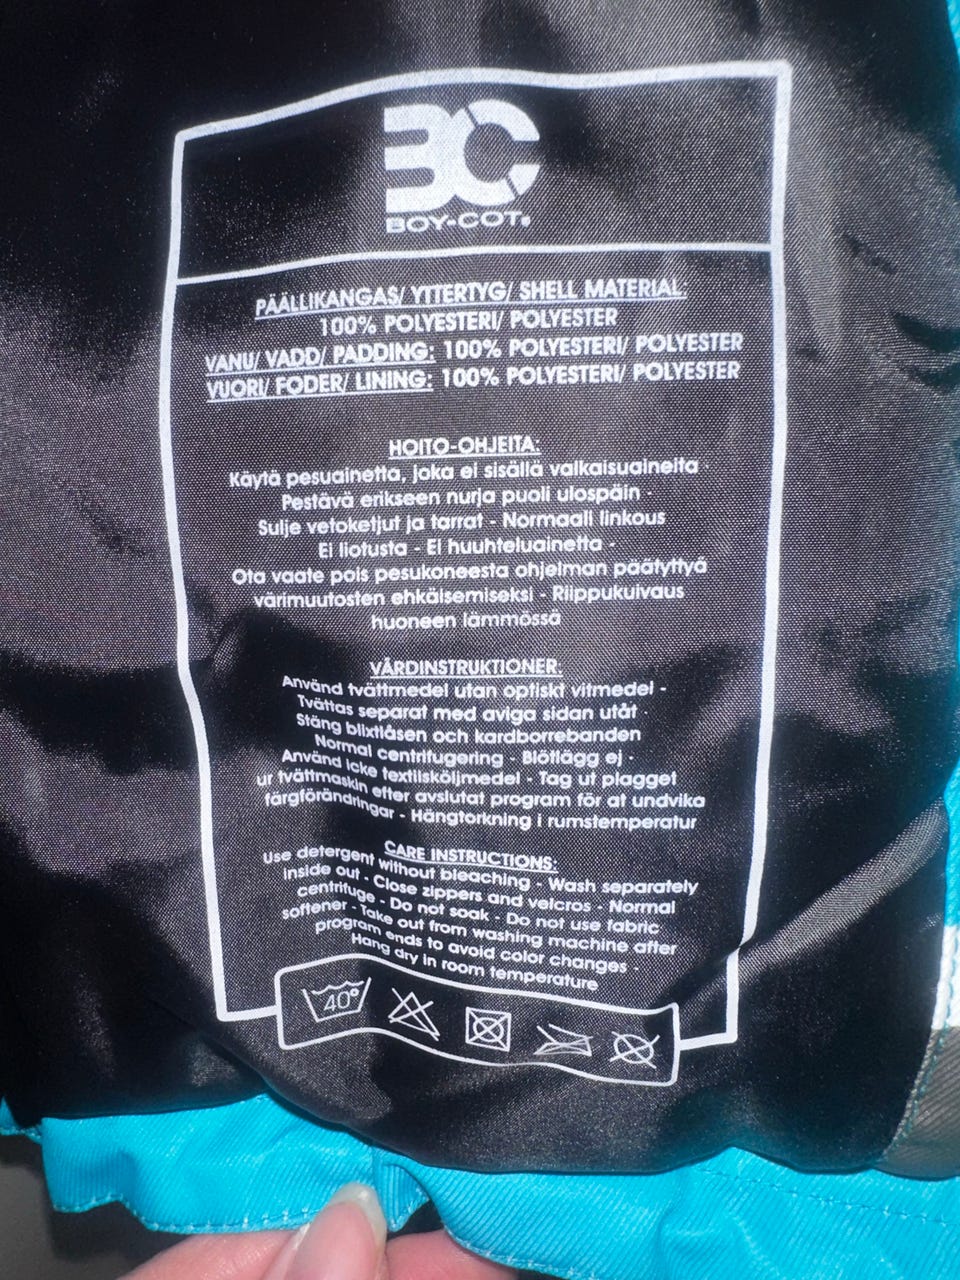 BC
BOY-COT®
PÄÄLLIKANGAS/ YTTERTYG/ SHELL MATERIAL:
100% POLYESTERI/ POLYESTER
VANU/ VADD/ PADDING: 100% POLYESTERI/ POLYESTER
VUORI/ FODER/ LINING: 100% POLYESTERI/ POLYESTER
HOITO-OHJEITA:
Käytä pesuainetta, joka ei sisällä valkaisuaineita -
Pestävä erikseen nurja puoli ulospäin -
Sulje vetoketjut ja tarrat - Normaali linkous
Ei liotusta - Ei huuhteluainetta -
Ota vaate pois pesukoneesta ohjelman päätyttyä
värimuutosten ehkäisemiseksi - Riippukuivaus
huoneen lämmössä
VÅRDINSTRUKTIONER:
Använd tvättmedel utan optiskt vitmedel -
Tvättas separat med aviga sidan utåt -
Stäng blixtlåsen och kardborrebanden
Normal centrifugering - Blötlägg ej -
Använd icke textilsköljmedel - Tag ut plagget
ur tvättmaskin efter avslutat program för at undvika
färgförändringar - Hängtorkning i rumstemperatur
CARE INSTRUCTIONS:
Use detergent without bleaching - Wash separately
inside out - Close zippers and velcros - Normal
centrifuge - Do not soak - Do not use fabric
softener - Take out from washing machine after
program ends to avoid color changes -
Hang dry in room temperature
40°